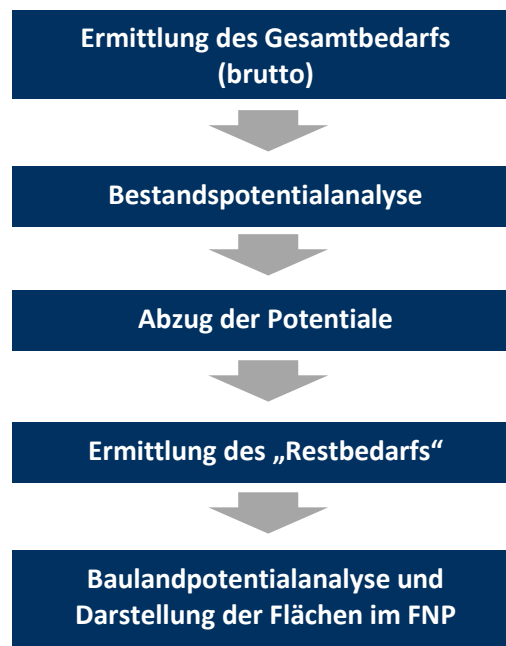 Ermittlung des Gesamtbedarfs
(brutto)
Bestandspotentialanalyse
Abzug der Potentiale
Ermittlung des „Restbedarfs“
Baulandpotentialanalyse und
Darstellung der Flächen im FNP